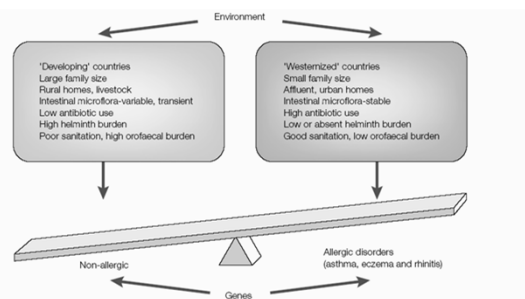 Environment
'Developing' countries
Large family size
Rural homes, livestock
Intestinal microflora-variable, transient
Low antibiotic use
High helminth burden
Poor sanitation, high orofaecal burden
'Westernized' countries
Small family size
Affluent, urban homes
Intestinal microflora-stable
High antibiotic use
Low or absent helminth burden
Good sanitation, low orofaecal burden
Non-allergic
Allergic disorders
(asthma, eczema and rhinitis)
Genes